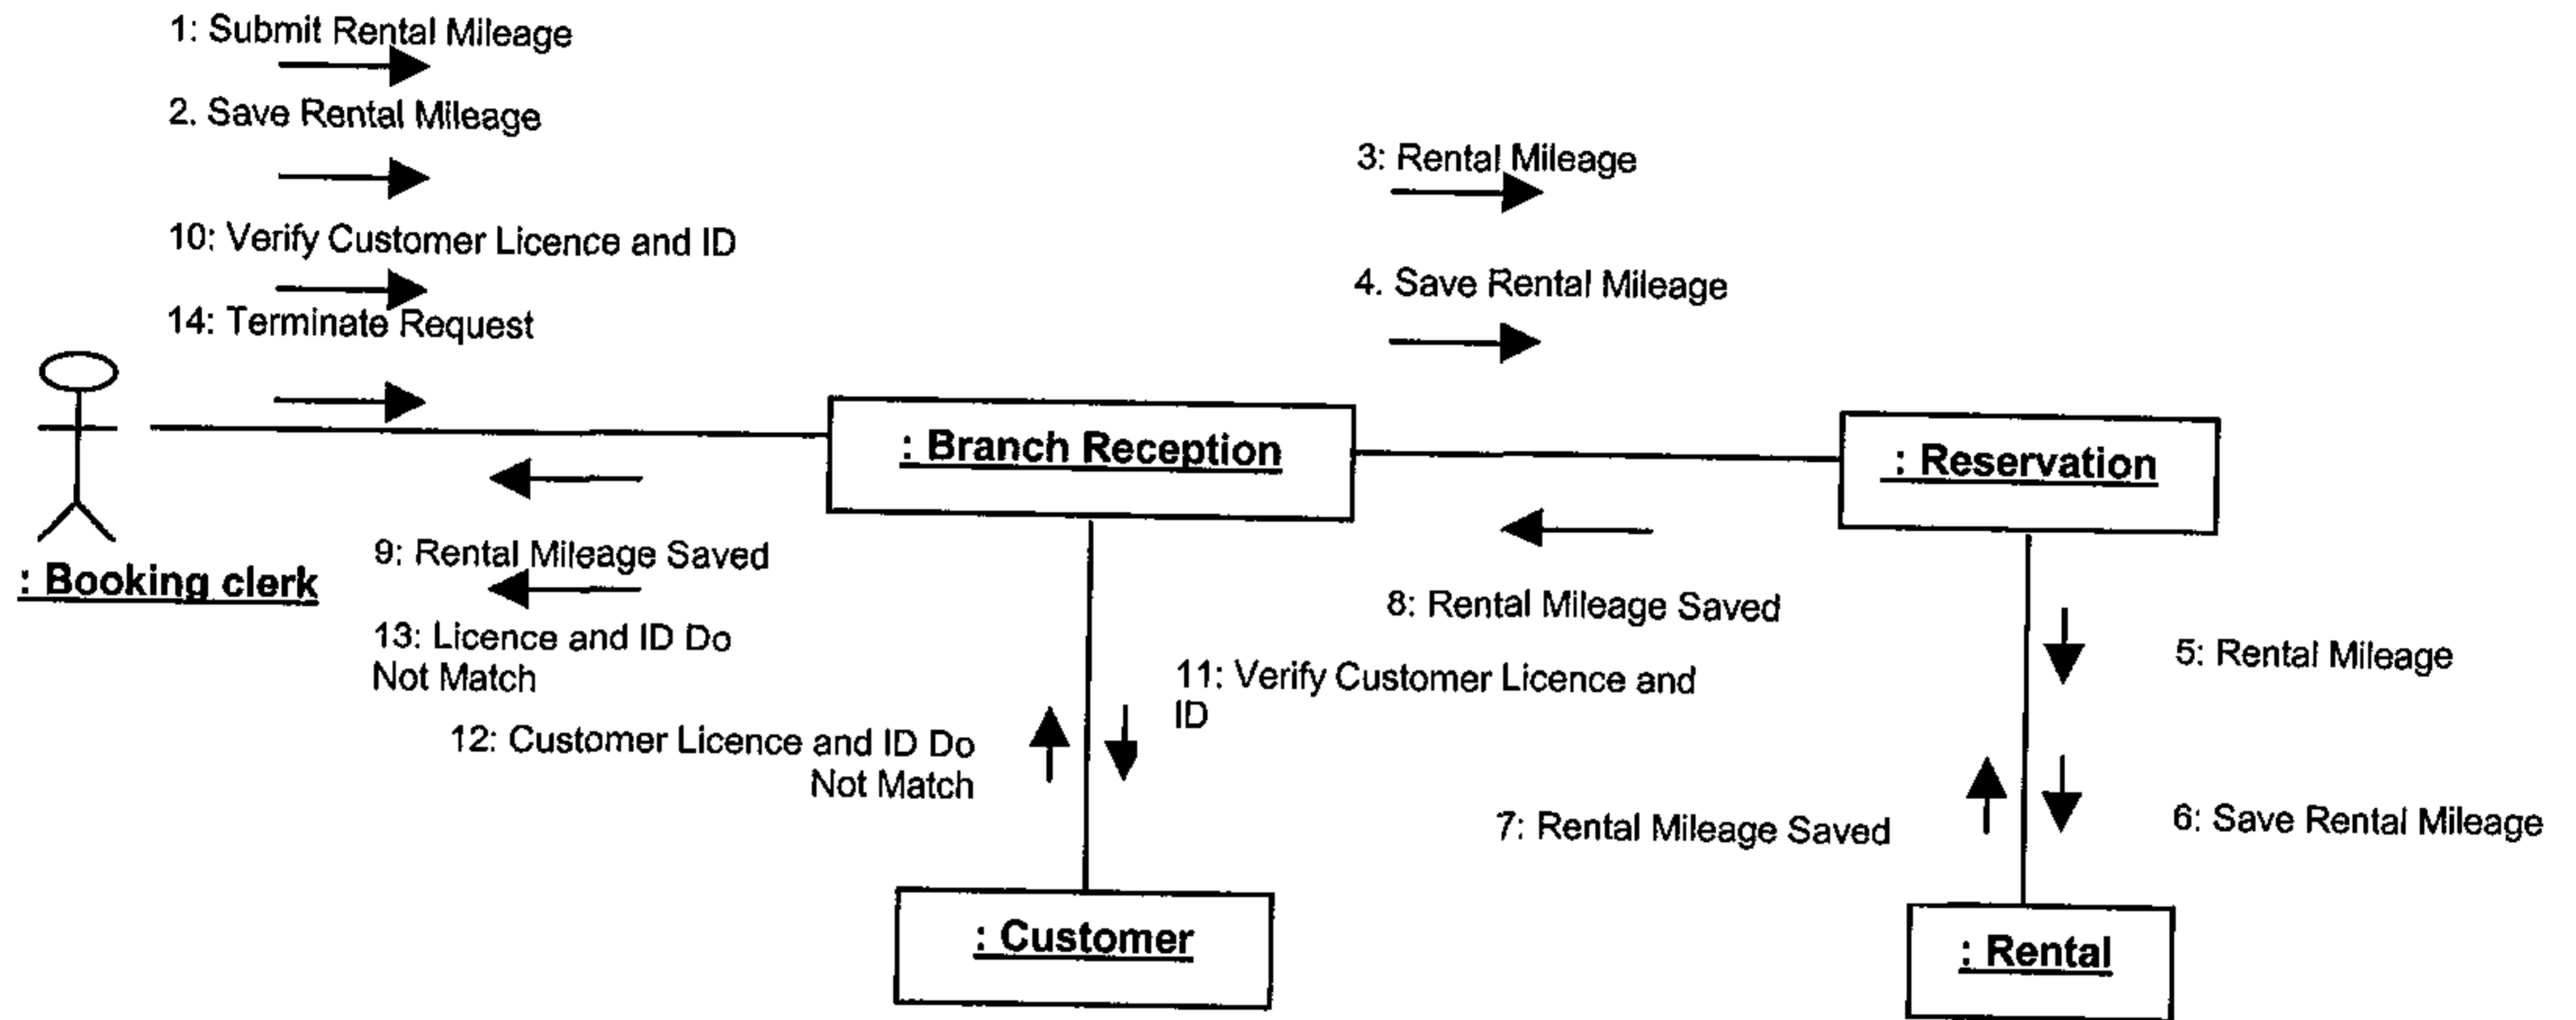 1: Submit Rental Mileage
2. Save Rental Mileage
10: Verify Customer Licence and ID
14: Terminate Request
3: Rental Mileage
4. Save Rental Mileage
: Branch Reception
: Reservation
: Booking clerk
9: Rental Mileage Saved
13: Licence and ID Do
Not Match
8: Rental Mileage Saved
11: Verify Customer Licence and
ID
12: Customer Licence and ID Do
Not Match
5: Rental Mileage
7: Rental Mileage Saved
6: Save Rental Mileage
: Customer
: Rental